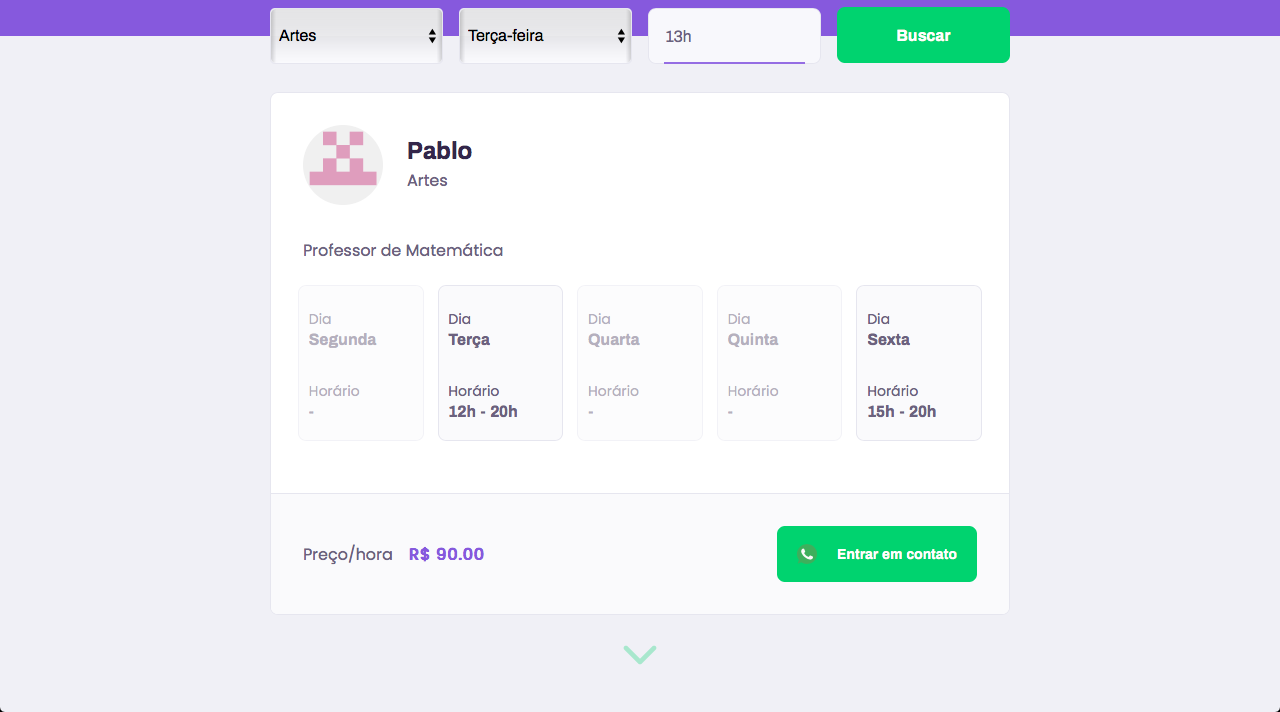 Artes
Terça-feira
13h
Buscar
Pablo
Artes
Professor de Matemática
Dia
Segunda
Horário
-
Dia
Terça
Horário
12h - 20h
Dia
Quarta
Horário
-
Dia
Quinta
Horário
-
Dia
Sexta
Horário
15h - 20h
Preço/hora R$ 90.00
Entrar em contato